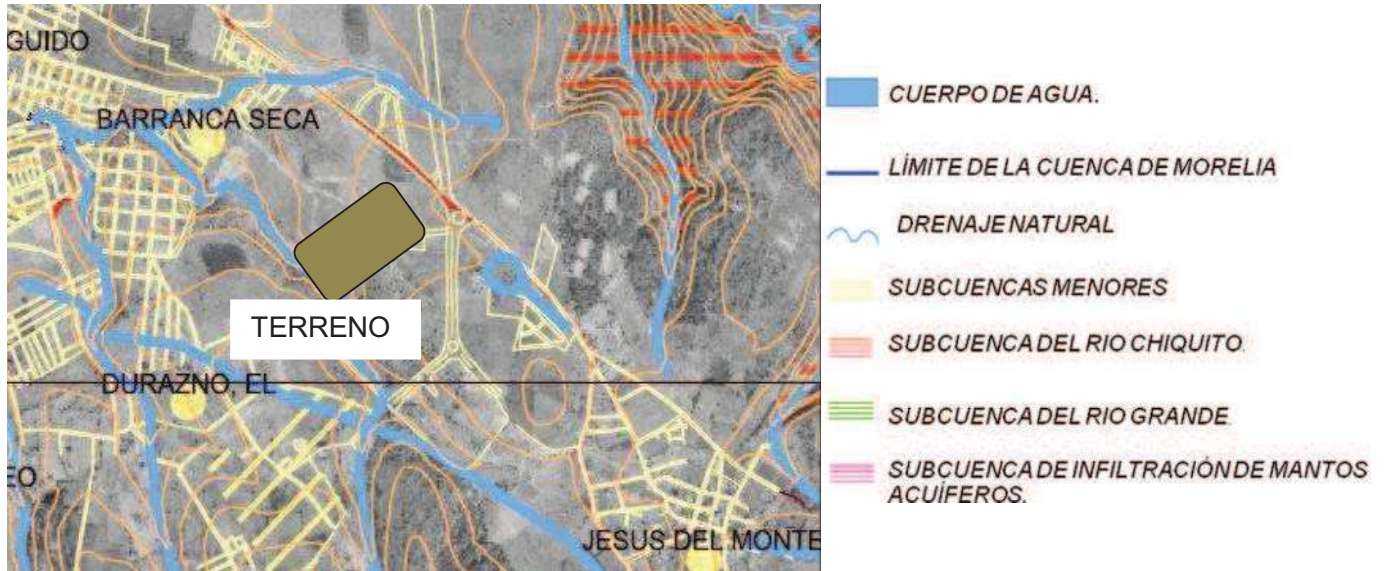 GUIDO
BARRANCA SECA
TERRENO
DURAZNO, EL
EO
JESUS DEL MONTE
CUERPO DE AGUA.
LÍMITE DE LA CUENCA DE MORELIA
DRENAJE NATURAL
SUBCUENCAS MENORES
SUBCUENCA DEL RIO CHIQUITO.
SUBCUENCA DEL RIO GRANDE.
SUBCUENCA DE INFILTRACIÓN DE MANTOS
ACUÍFEROS.